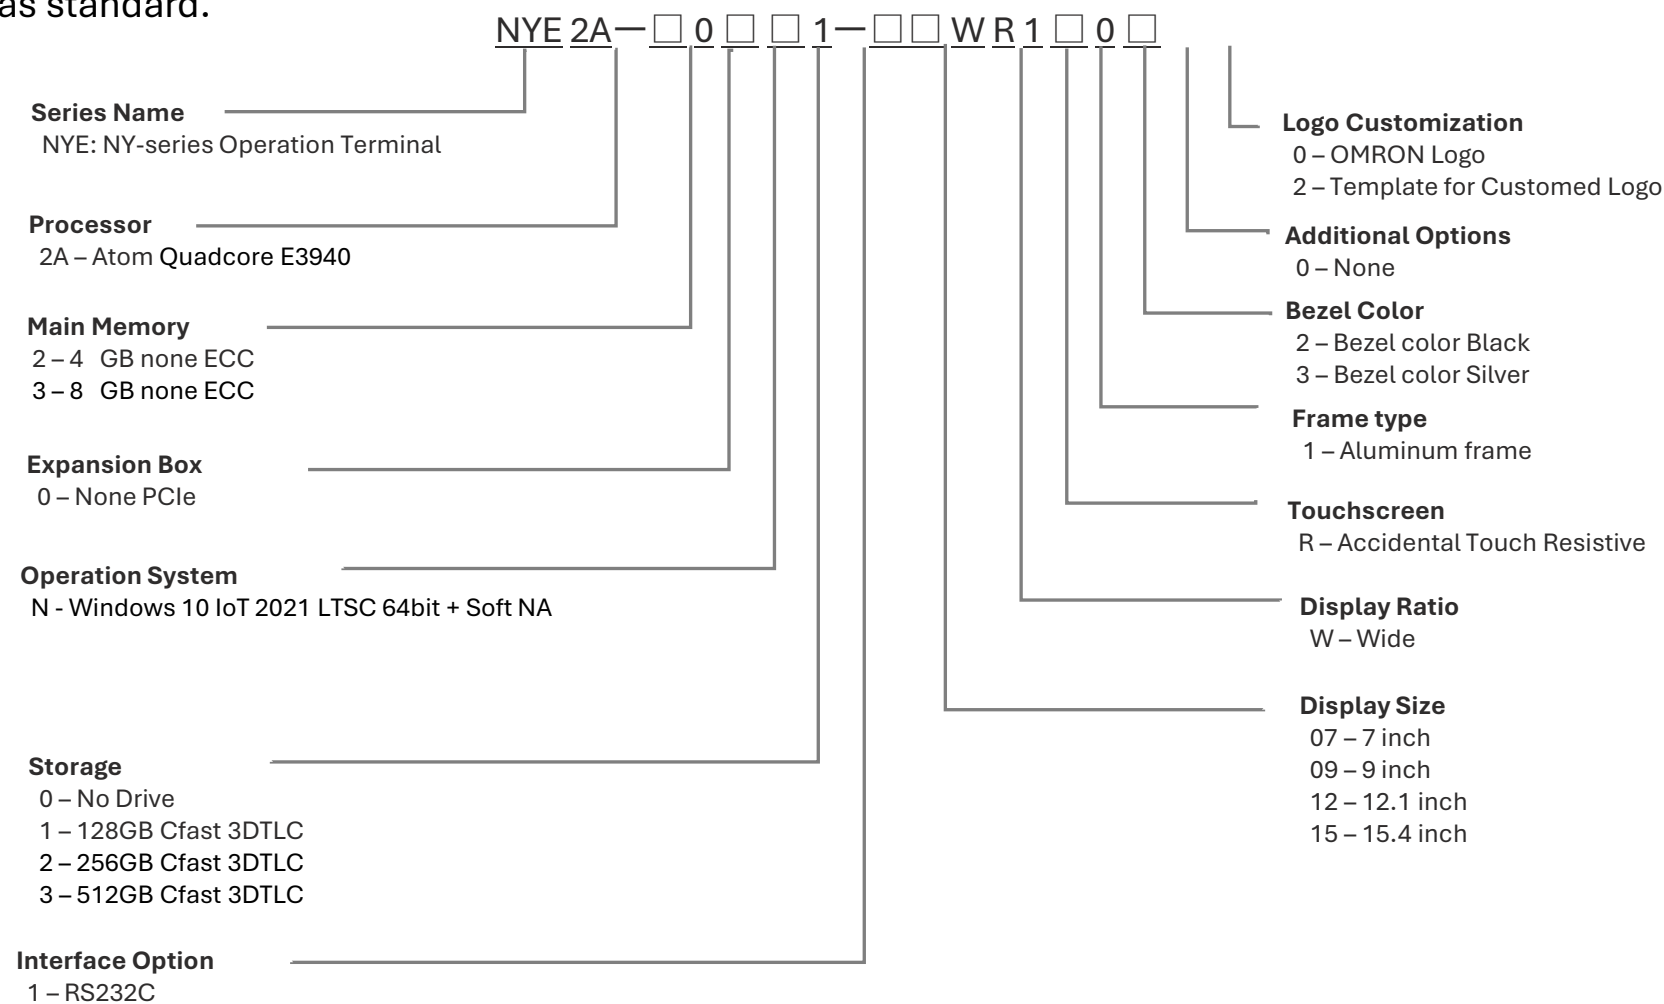 as standard.
NYE 2A—□ 0 □ □ 1—□□ W R 1 □ 0 □
Series Name
NYE: NY-series Operation Terminal
Processor
2A – Atom Quadcore E3940
Main Memory
2 – 4 GB none ECC
3 – 8 GB none ECC
Expansion Box
0 – None PCIe
Operation System
N - Windows 10 IoT 2021 LTSC 64bit + Soft NA
Storage
0 – No Drive
1 – 128GB Cfast 3DTLC
2 – 256GB Cfast 3DTLC
3 – 512GB Cfast 3DTLC
Interface Option
1 – RS232C
Logo Customization
0 – OMRON Logo
2 – Template for Customed Logo
Additional Options
0 – None
Bezel Color
2 – Bezel color Black
3 – Bezel color Silver
Frame type
1 – Aluminum frame
Touchscreen
R – Accidental Touch Resistive
Display Ratio
W – Wide
Display Size
07 – 7 inch
09 – 9 inch
12 – 12.1 inch
15 – 15.4 inch